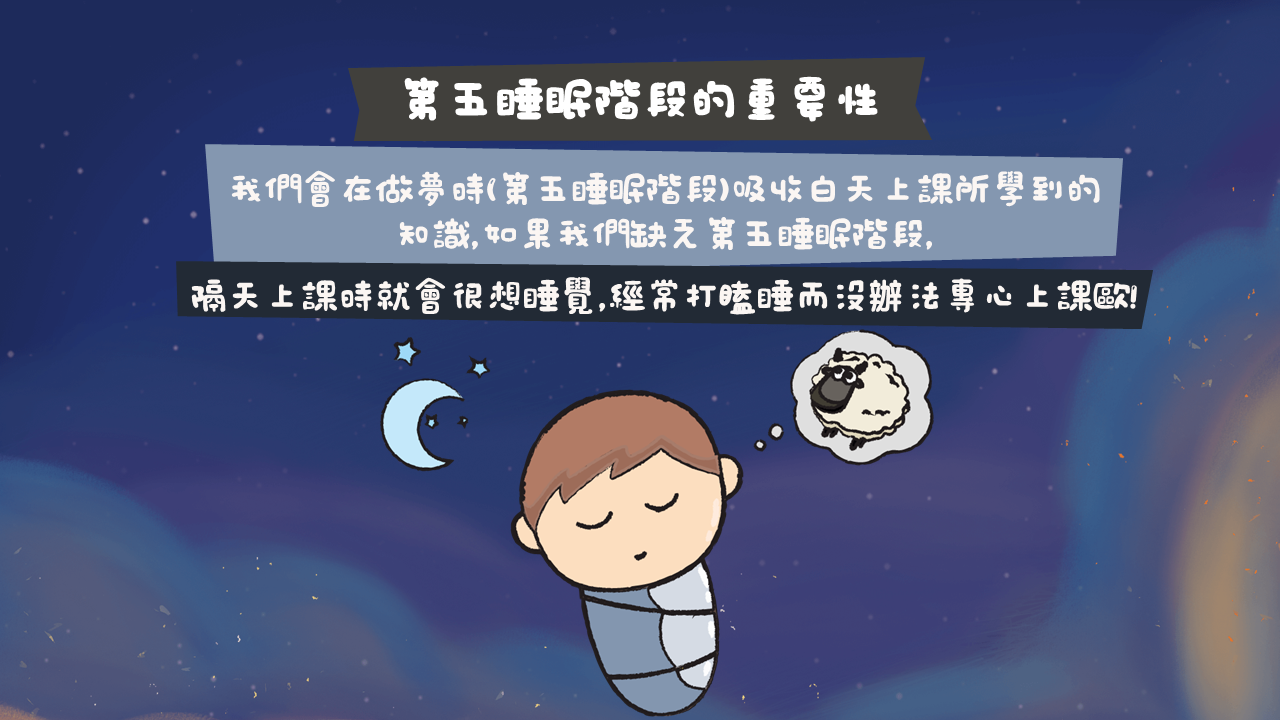 第五睡眠階段的重要性
我們會在做夢時(第五睡眠階段)吸收白天上課所學到的
知識,如果我們缺乏第五睡眠階段,
隔天上課時就會很想睡覺,經常打瞌睡而沒辦法專心上課歐!